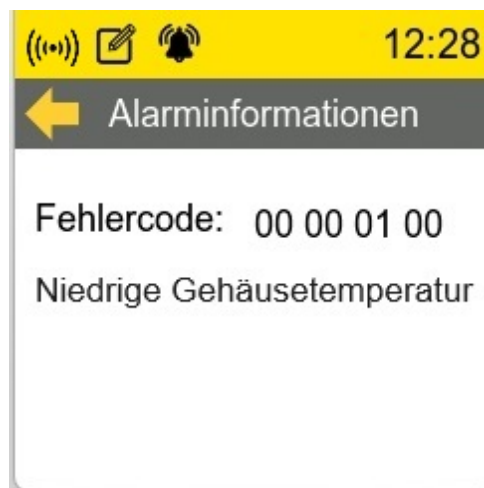 12:28
Alarminformationen
Fehlercode: 00 00 01 00
Niedrige Gehäusetemperatur